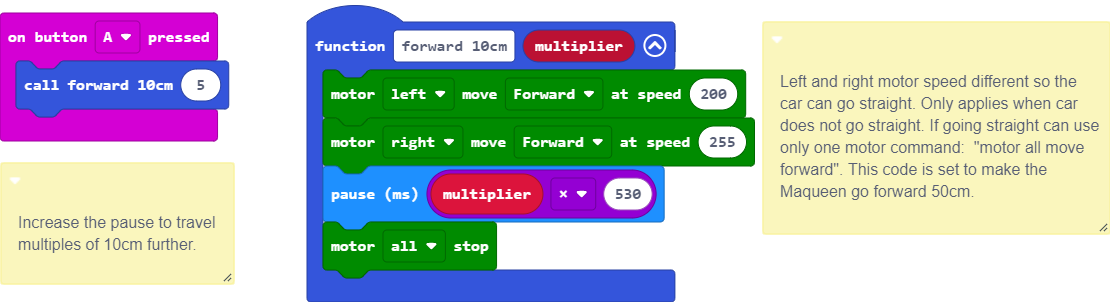 on button A pressed
call forward 10cm 5
Increase the pause to travel
multiples of 10cm further.
function forward 10cm multiplier
motor left move Forward at speed 200
motor right move Forward at speed 255
pause (ms) multiplier × 530
motor all stop
Left and right motor speed different so the
car can go straight. Only applies when car
does not go straight. If going straight can use
only one motor command:  "motor all move
forward". This code is set to make the
Maqueen go forward 50cm.